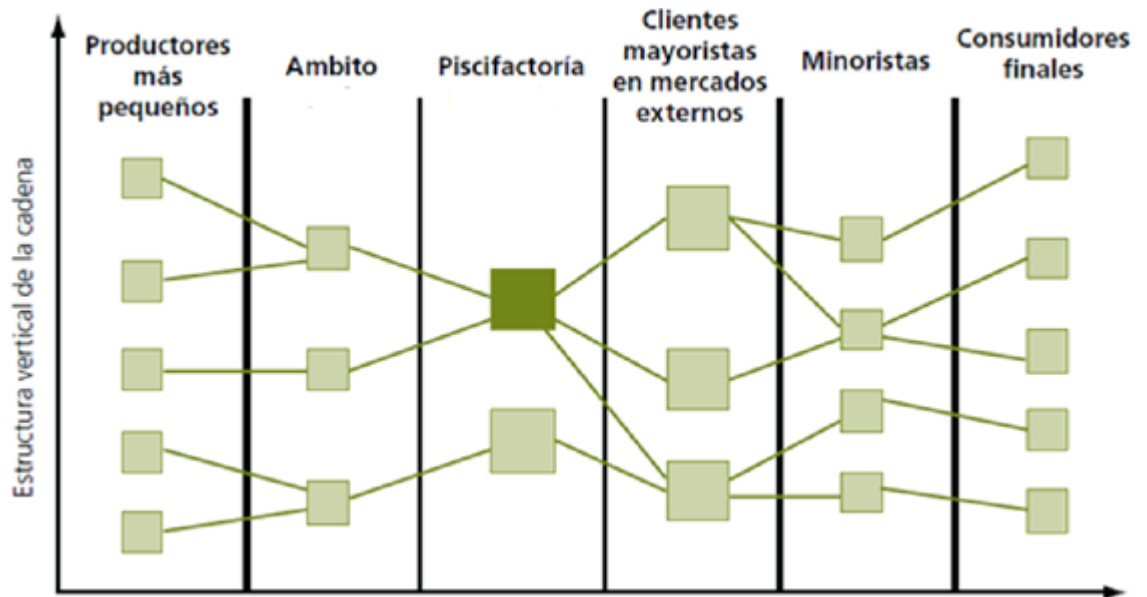 Productores
más
pequeños
Ambito
Piscifactoría
Clientes
mayoristas
en mercados
externos
Minoristas
Consumidores
finales
Estructura vertical de la cadena